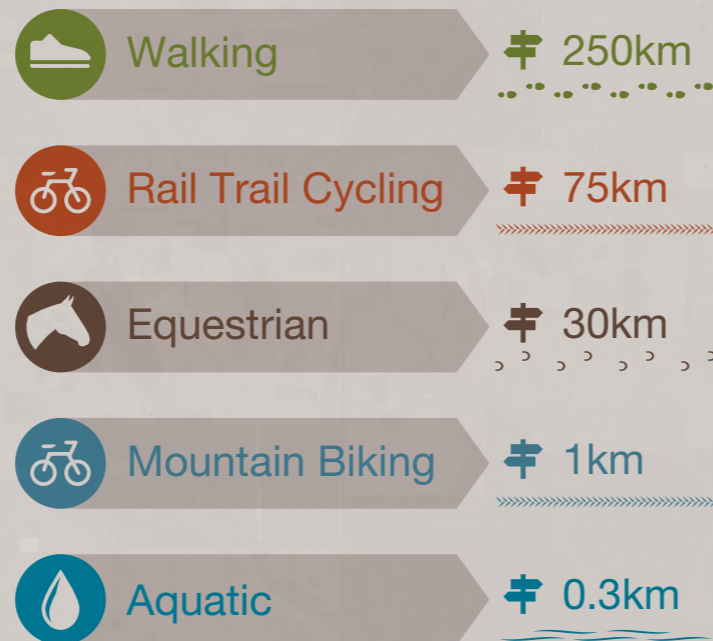 Walking 250km
Rail Trail Cycling 75km
Equestrian 30km
Mountain Biking 1km
Aquatic 0.3km